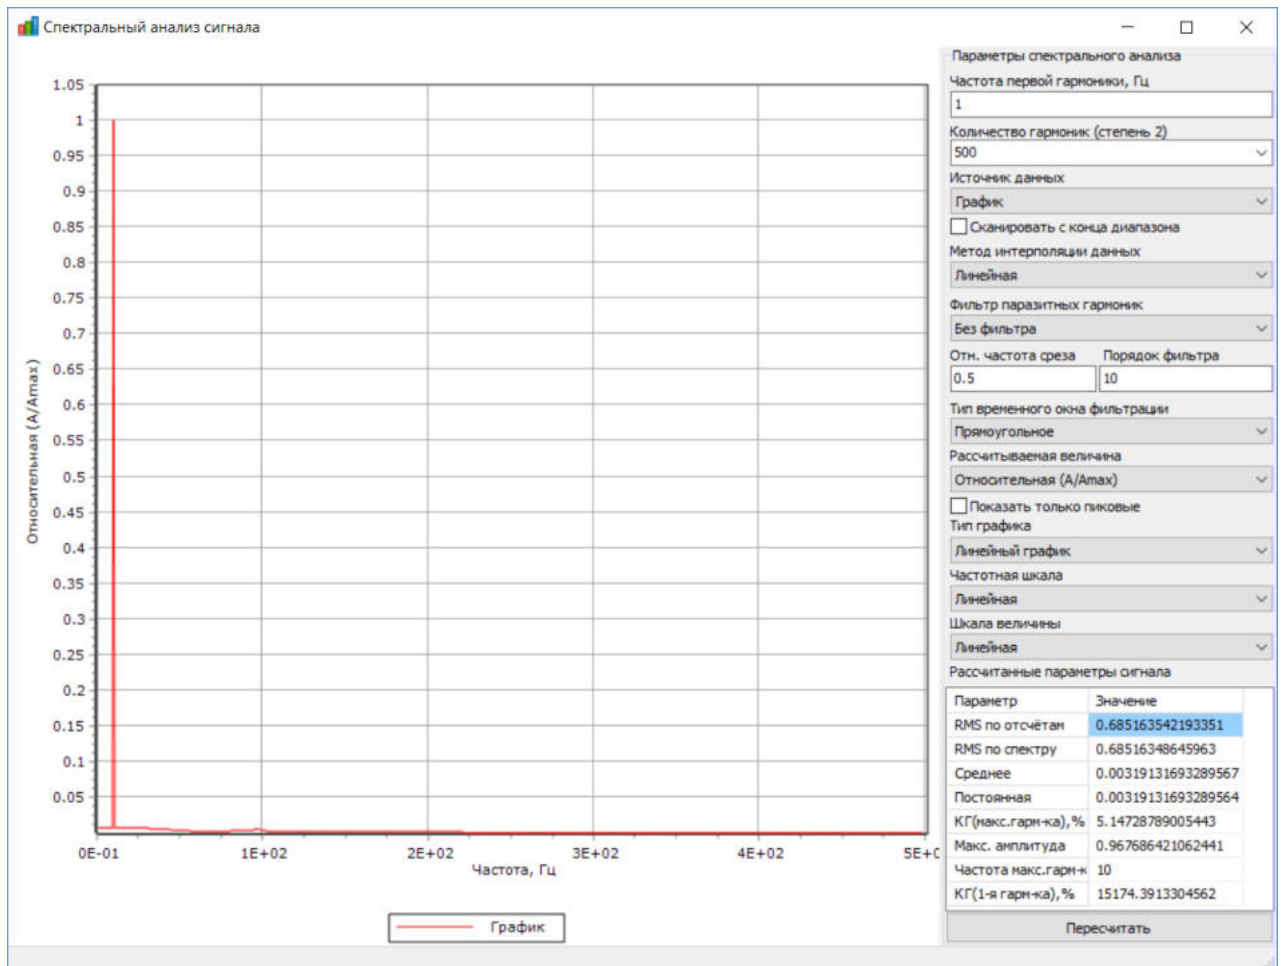 Спектральный анализ сигнала
1.05
1
0.95
0.9
0.85
0.8
0.75
0.7
0.65
0.6
0.55
0.5
0.45
0.4
0.35
0.3
0.25
0.2
0.15
0.1
0.05
Относительная (A/Amax)
0E-01 1E+02 2E+02 3E+02 4E+02 5E+0
Частота, Гц
График
Параметры спектрального анализа
Частота первой гармоники, Гц
1
Количество гармоник (степень 2)
500
Источник данных
График
Сканировать с конца диапазона
Метод интерполяции данных
Линейная
Фильтр паразитных гармоник
Без фильтра
Отн. частота среза Порядок фильтра
0.5 10
Тип временного окна фильтрации
Прямоугольное
Рассчитываемая величина
Относительная (A/Amax)
Показать только пиковые
Тип графика
Линейный график
Частотная шкала
Линейная
Шкала величины
Линейная
Рассчитанные параметры сигнала
Параметр Значение
RMS по отсчётам 0.685163542193351
RMS по спектру 0.68516348645963
Среднее 0.00319131693289567
Постоянная 0.00319131693289564
КГ(макс.гарм-ка),% 5.14728789005443
Макс. амплитуда 0.967686421062441
Частота макс.гарм-к 10
КГ(1-я гарм-ка),% 15174.3913304562
Пересчитать